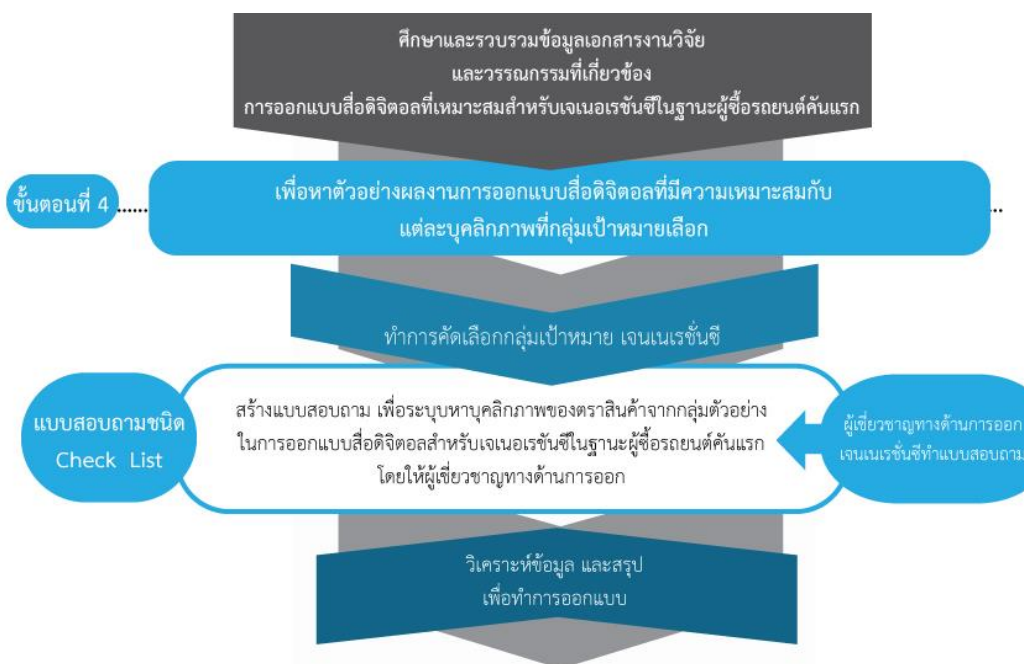 ศึกษาและรวบรวมข้อมูลเอกสารงานวิจัย
และวรรณกรรมที่เกี่ยวข้อง
การออกแบบสื่อดิจิตอลที่เหมาะสมสำหรับเจเนอเรชันซีในฐานะผู้ซื้อรถยนต์คันแรก
ขั้นตอนที่ 4
เพื่อหาตัวอย่างผลงานการออกแบบสื่อดิจิตอลที่มีความเหมาะสมกับ
แต่ละบุคลิกภาพที่กลุ่มเป้าหมายเลือก
ทำการคัดเลือกกลุ่มเป้าหมาย เจนเนเรชั่นซี
แบบสอบถามชนิด
Check List
สร้างแบบสอบถาม เพื่อระบุบหาบุคลิกภาพของตราสินค้าจากกลุ่มตัวอย่าง
ในการออกแบบสื่อดิจิตอลสำหรับเจเนอเรชันซีในฐานะผู้ซื้อรถยนต์คันแรก
โดยให้ผู้เชี่ยวชาญทางด้านการออก
ผู้เชี่ยวชาญทางด้านการออก
เจนเนเรชั่นซีทำแบบสอบถาม
วิเคราะห์ข้อมูล และสรุป
เพื่อทำการออกแบบ